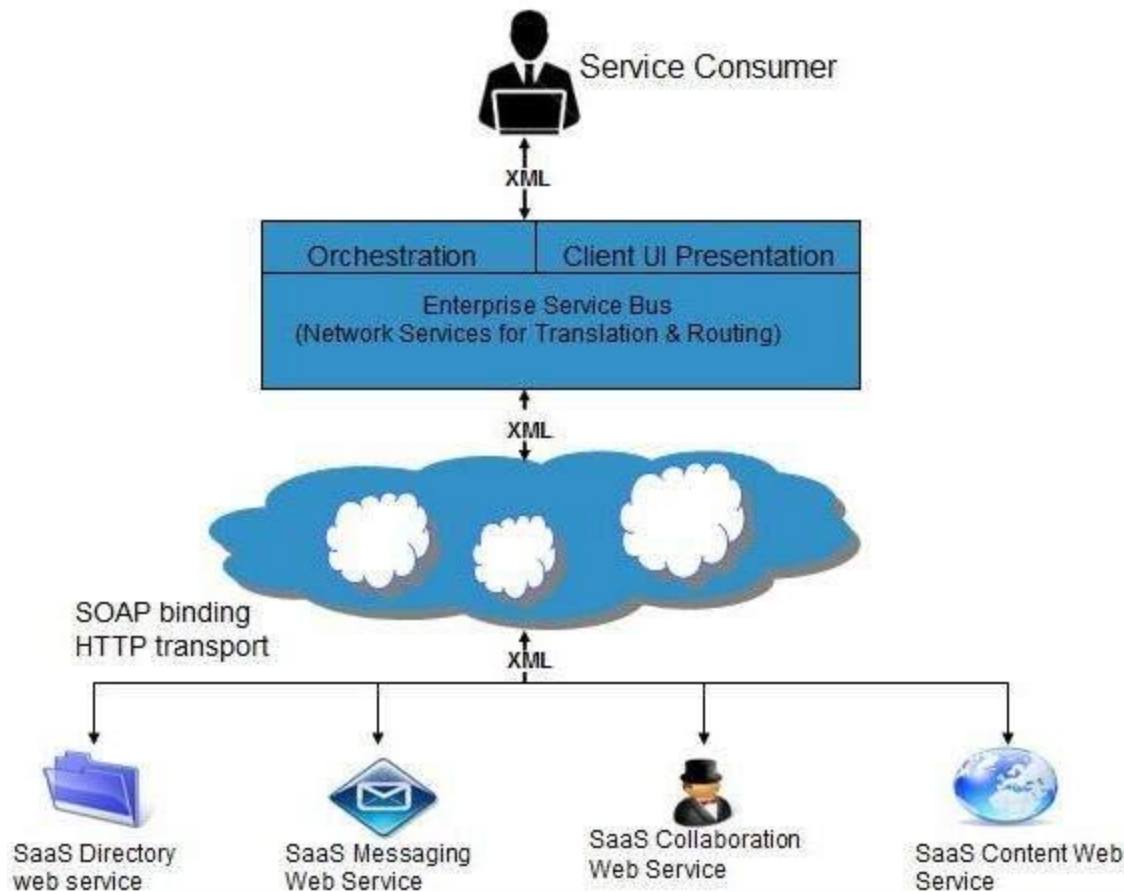 Service Consumer
XML
Orchestration
Client UI Presentation
Enterprise Service Bus
(Network Services for Translation & Routing)
XML
SOAP binding
HTTP transport
XML
SaaS Directory
web service
SaaS Messaging
Web Service
SaaS Collaboration
Web Service
SaaS Content Web
Service